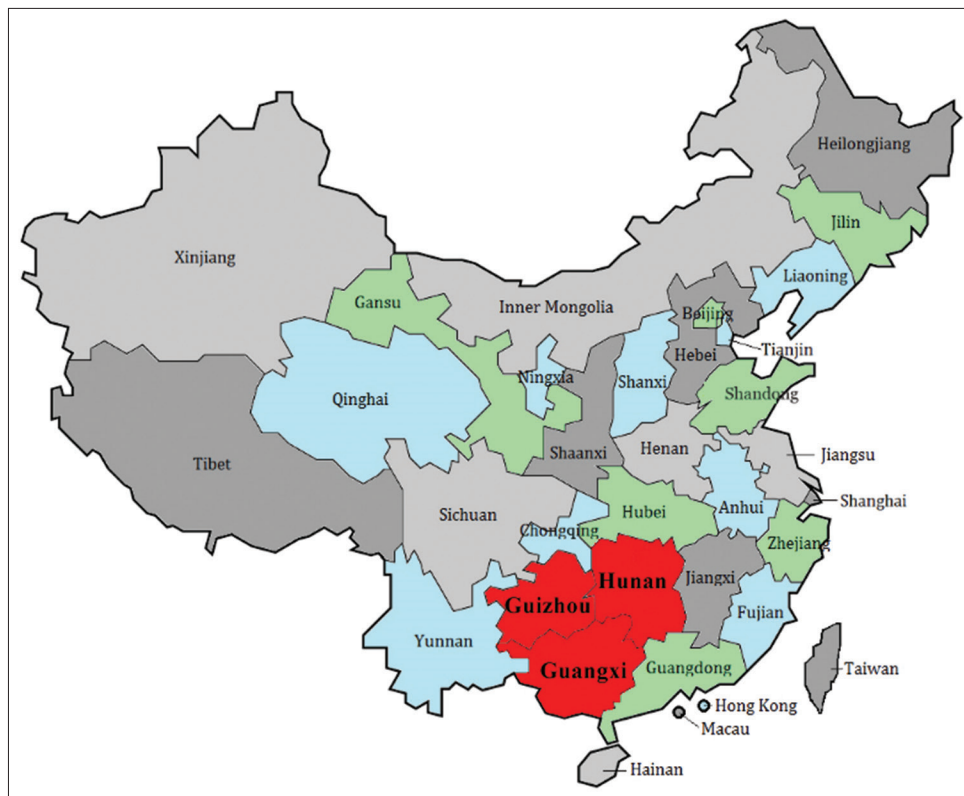 Heilongjiang
Jilin
Xinjiang
Liaoning
Gansu
Inner Mongolia
Beijing
Tianjin
Hebei
Ningxia
Shanxi
Qinghai
Shandong
Henan
Shaanxi
Jiangsu
Tibet
Shanghai
Anhui
Sichuan
Hubei
Chongqing
Zhejiang
Hunan
Jiangxi
Guizhou
Fujian
Yunnan
Guangxi
Guangdong
Taiwan
Hong Kong
Macau
Hainan